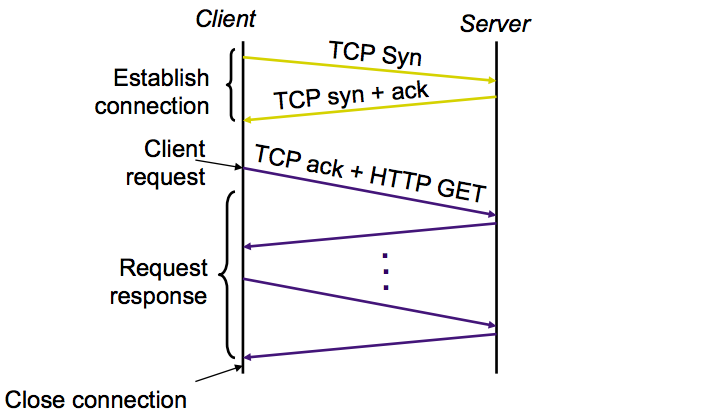 Client
Server
TCP Syn
Establish
connection
TCP syn + ack
Client
request
TCP ack + HTTP GET
Request
response
Close connection